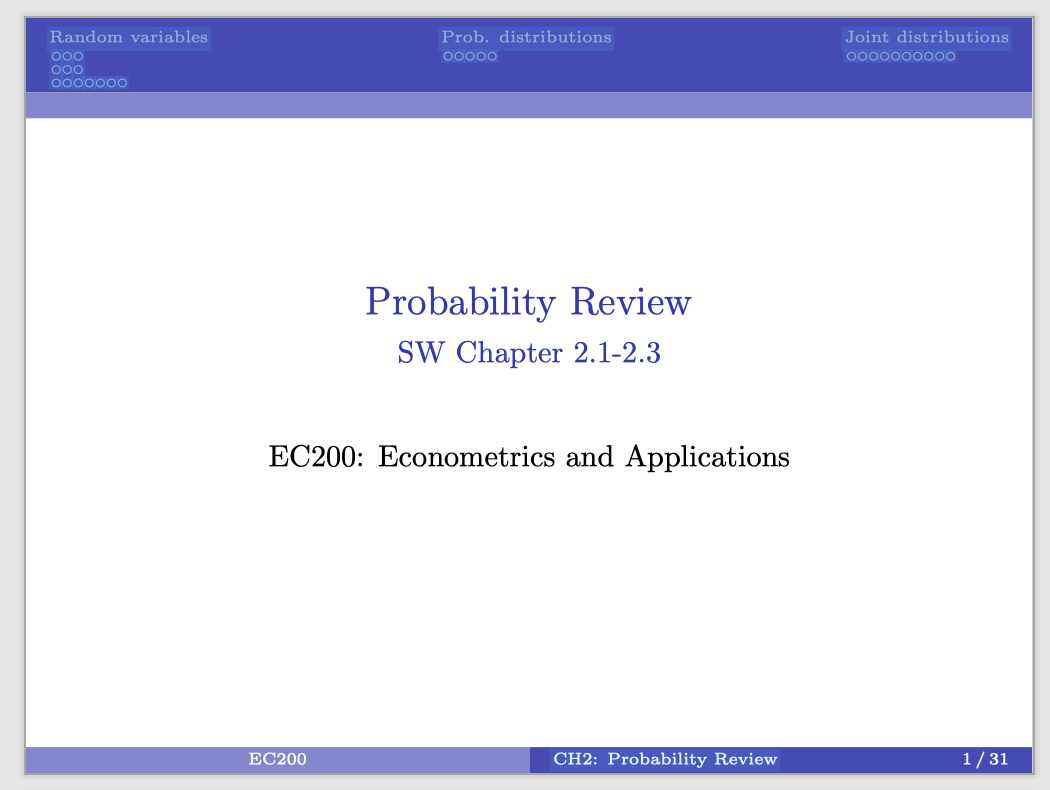 Random variables
Prob. distributions
Joint distributions
Probability Review
SW Chapter 2.1-2.3
EC200: Econometrics and Applications
EC200
CH2: Probability Review
1 / 31